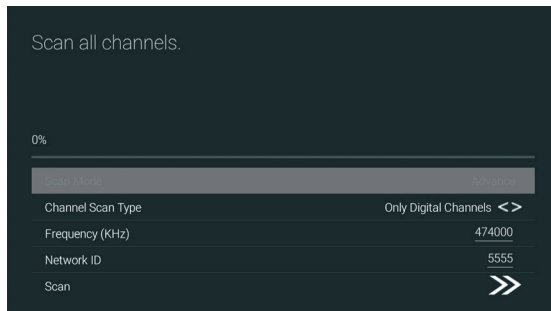 Scan all channels.
0%
Scan Mode Advance
Channel Scan Type Only Digital Channels <>
Frequency (KHz) 474000
Network ID 5555
Scan